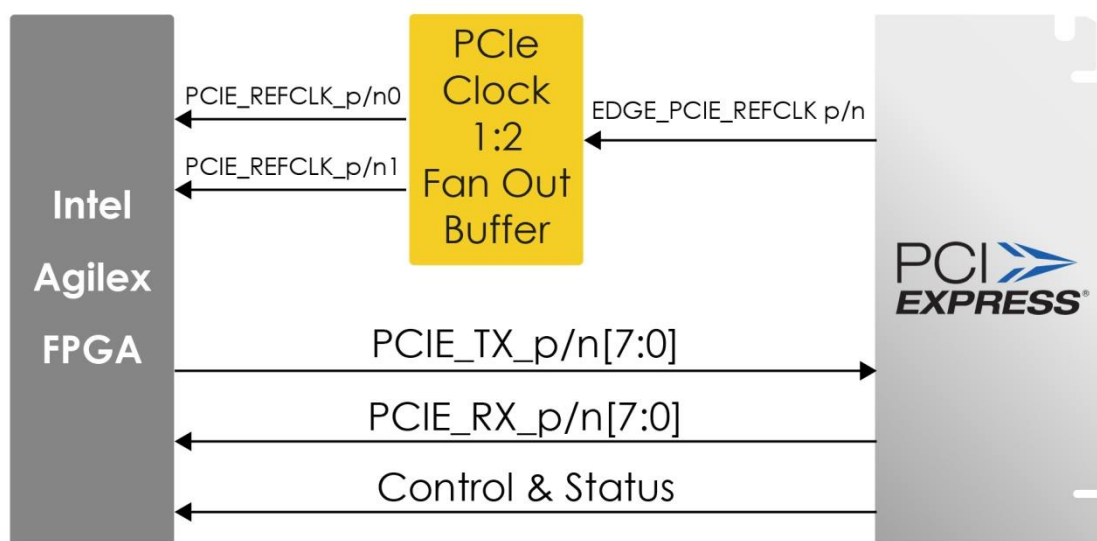 PCIe
Clock
1:2
Fan Out
Buffer
PCIE_REFCLK_p/n0
EDGE_PCIE_REFCLK p/n
PCIE_REFCLK_p/n1
Intel
Agilex
FPGA
PCI
EXPRESS®
PCIE_TX_p/n[7:0]
PCIE_RX_p/n[7:0]
Control & Status